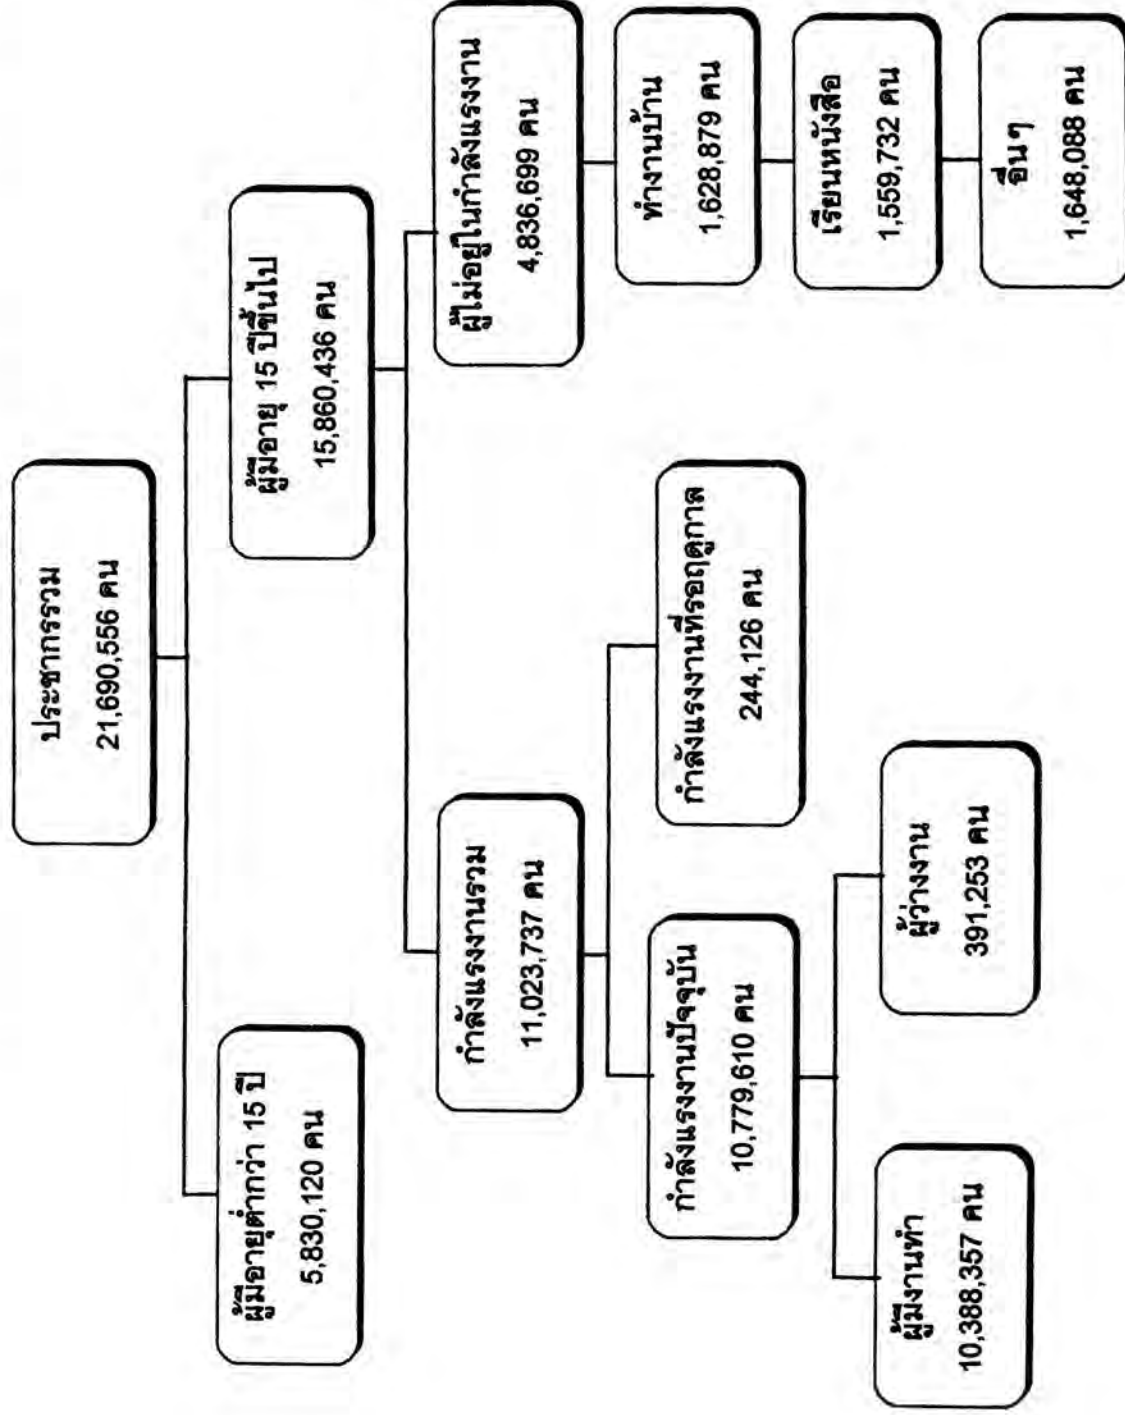 ประชากรรวม
21,690,556 คน
ผู้มีอายุต่ำกว่า 15 ปี
5,830,120 คน
ผู้มีอายุ 15 ปีขึ้นไป
15,860,436 คน
กำลังแรงงานรวม
11,023,737 คน
ผู้ไม่อยู่ในกำลังแรงงาน
4,836,699 คน
กำลังแรงงานปัจจุบัน
10,779,610 คน
กำลังแรงงานที่รอฤดูกาล
244,126 คน
ทำงานบ้าน
1,628,879 คน
เรียนหนังสือ
1,559,732 คน
อื่นๆ
1,648,088 คน
ผู้มีงานทำ
10,388,357 คน
ผู้ว่างงาน
391,253 คน